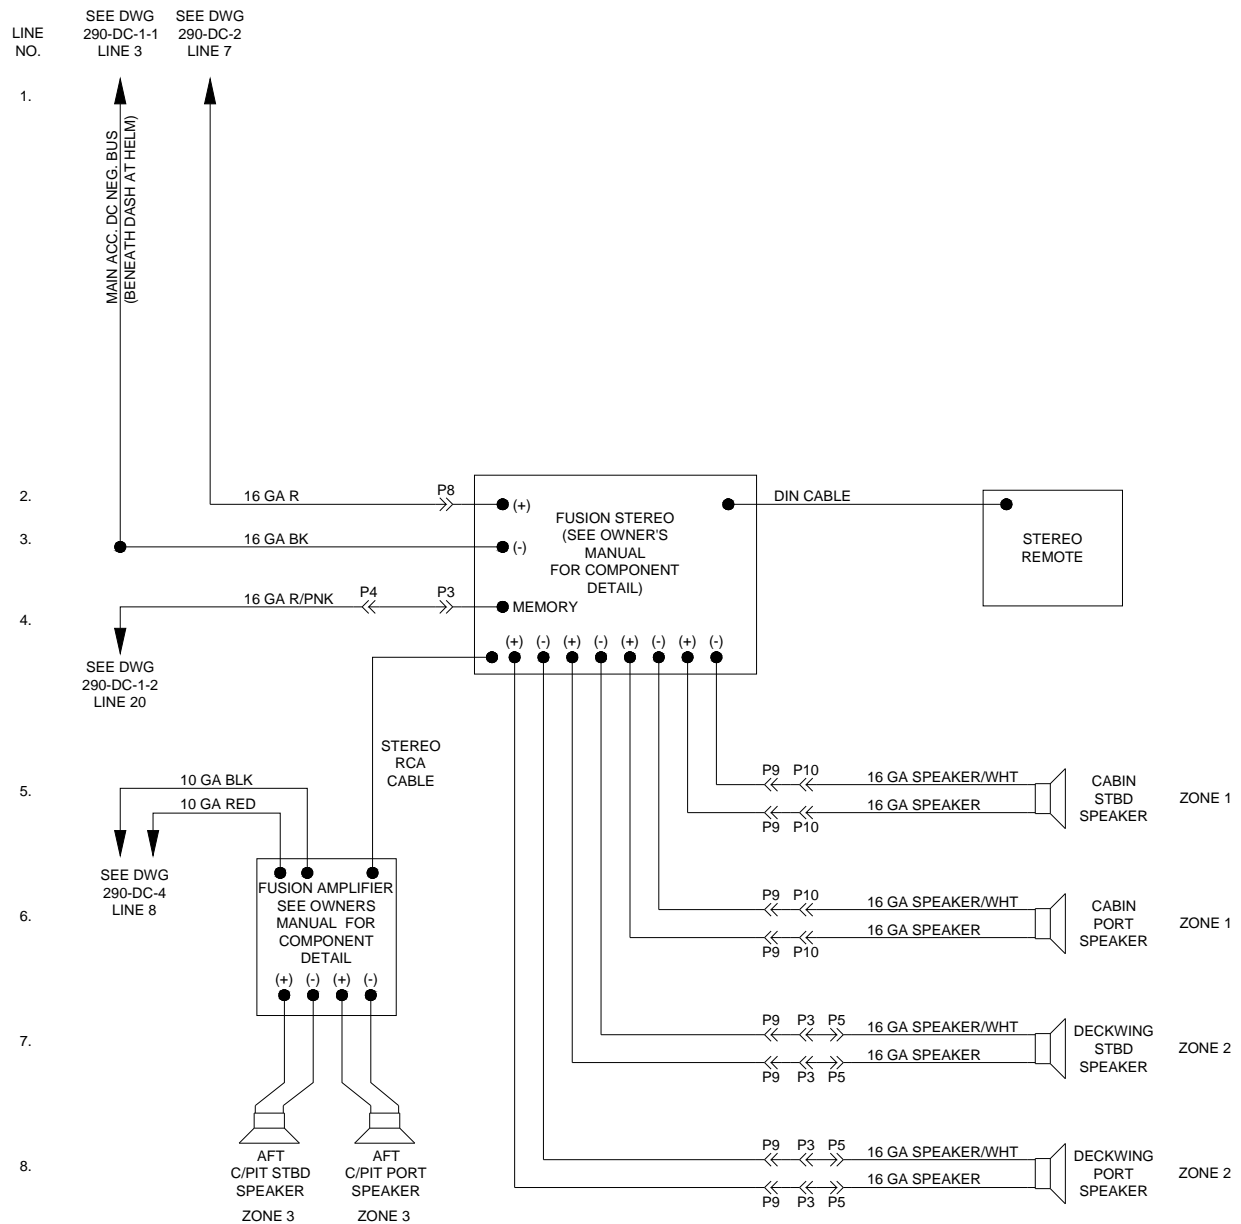 LINE
NO.
SEE DWG
290-DC-1-1
LINE 3
SEE DWG
290-DC-2
LINE 7
1.
MAIN ACC. DC NEG. BUS
(BENEATH DASH AT HELM)
2.
16 GA R
P8
(+)
FUSION STEREO
(SEE OWNER'S
MANUAL
FOR COMPONENT
DETAIL)
DIN CABLE
STEREO
REMOTE
3.
16 GA BK
(-)
4.
16 GA R/PNK
P4
P3
MEMORY
(+) (-) (+) (-) (+) (-) (+) (-)
SEE DWG
290-DC-1-2
LINE 20
STEREO
RCA
CABLE
5.
10 GA BLK
10 GA RED
SEE DWG
290-DC-4
LINE 8
P9 P10
16 GA SPEAKER/WHT
16 GA SPEAKER
P9 P10
CABIN
STBD
SPEAKER
ZONE 1
6.
FUSION AMPLIFIER
SEE OWNERS
MANUAL FOR
COMPONENT
DETAIL
(+) (-) (+) (-)
P9 P10
16 GA SPEAKER/WHT
16 GA SPEAKER
P9 P10
CABIN
PORT
SPEAKER
ZONE 1
7.
P9 P3 P5
16 GA SPEAKER/WHT
16 GA SPEAKER
P9 P3 P5
DECKWING
STBD
SPEAKER
ZONE 2
8.
AFT
C/PIT STBD
SPEAKER
ZONE 3
AFT
C/PIT PORT
SPEAKER
ZONE 3
P9 P3 P5
16 GA SPEAKER/WHT
16 GA SPEAKER
P9 P3 P5
DECKWING
PORT
SPEAKER
ZONE 2